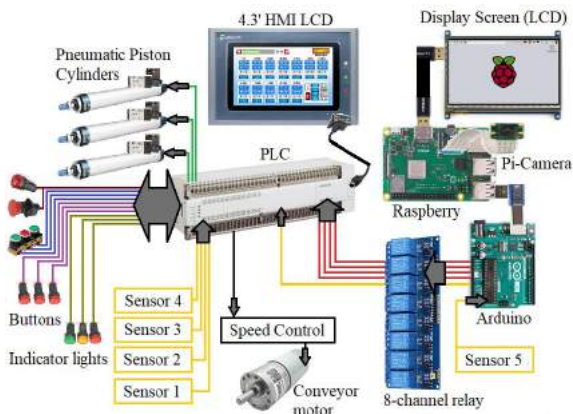 4.3' HMI LCD
Display Screen (LCD)
Pneumatic Piston
Cylinders
PLC
Pi-Camera
Raspberry
Arduino
Buttons
Indicator lights
Sensor 4
Sensor 3
Sensor 2
Sensor 1
Speed Control
Conveyor
motor
8-channel relay
Sensor 5